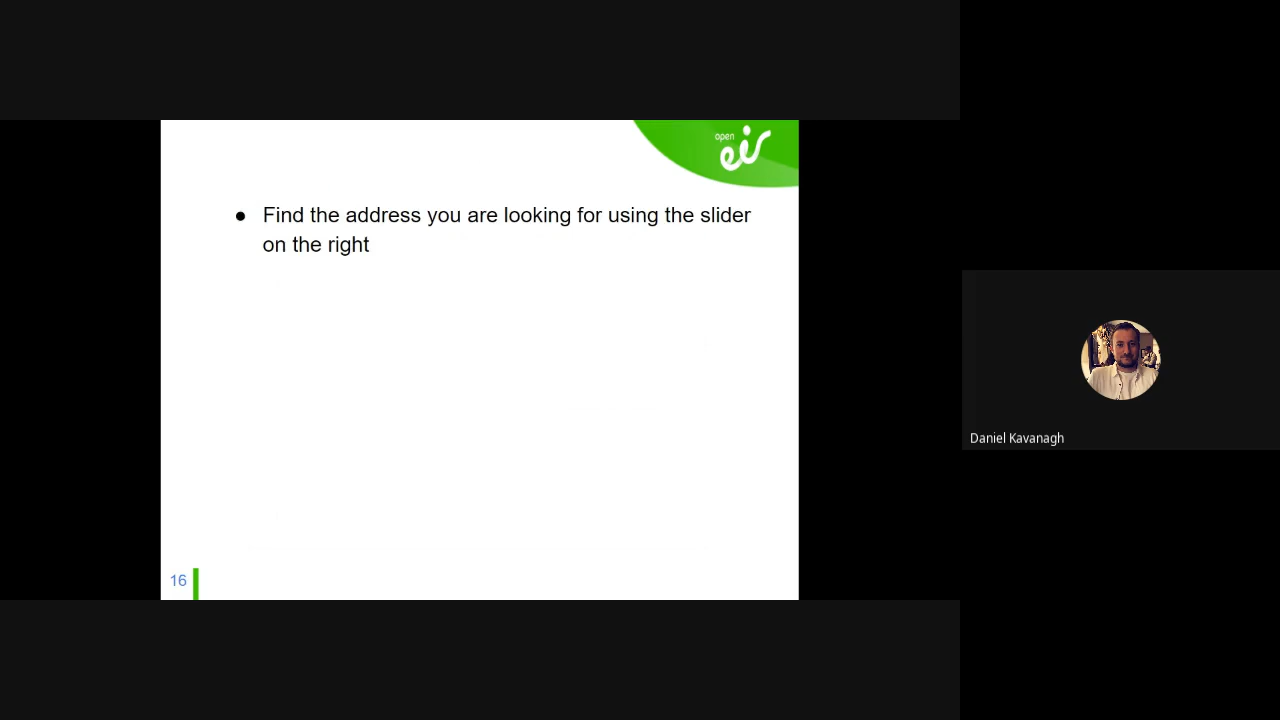 open
eir
● Find the address you are looking for using the slider
on the right
Daniel Kavanagh
16